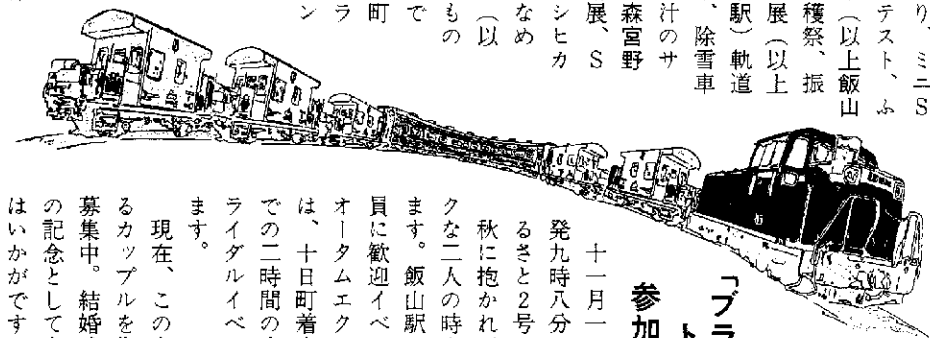 り、ミニS
テスト、ふ
(以上飯山
穫祭、振
展(以上
駅)軌道
、除雪車
汁のサ
森宮野
展、S
シヒカ
なめ
(以
もの
で
町
ラ
ン
「ブラ
ト
参加
十一月一
発九時八分
るさと2号
秋に抱かれ
クな二人の時
ます。飯山駅
員に歓迎イベ
オータムエク
は、十日町着
での二時間の
ライダルイベ
ます。
現在、この
るカップルを
募集中。結婚
の記念として
はいかがです